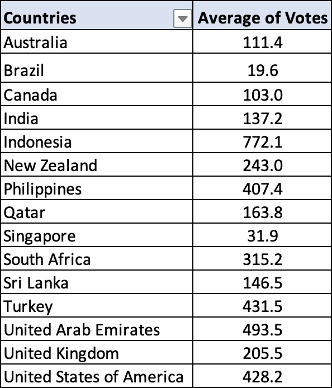 Countries Average of Votes
Australia 111.4
Brazil 19.6
Canada 103.0
India 137.2
Indonesia 772.1
New Zealand 243.0
Philippines 407.4
Qatar 163.8
Singapore 31.9
South Africa 315.2
Sri Lanka 146.5
Turkey 431.5
United Arab Emirates 493.5
United Kingdom 205.5
United States of America 428.2